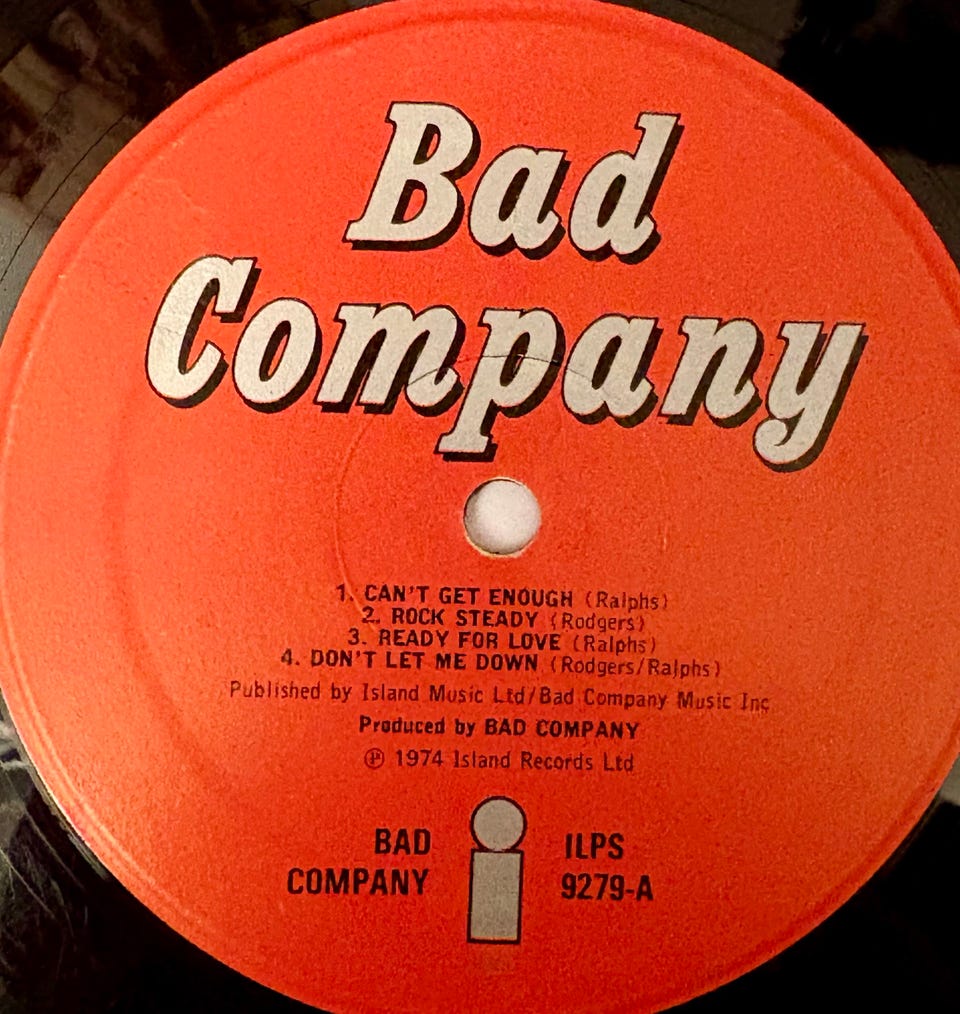 Bad
Company
1. CAN'T GET ENOUGH (Ralphs)
2. ROCK STEADY (Rodgers)
3. READY FOR LOVE (Ralphs)
4. DON'T LET ME DOWN (Rodgers/Ralphs)
Published by Island Music Ltd/Bad Company Music Inc
Produced by BAD COMPANY
℗ 1974 Island Records Ltd
BAD
COMPANY
i
ILPS
9279-A